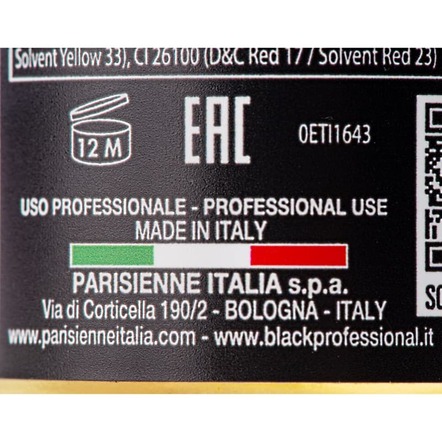 Solvent Yellow 33), CI 26100 (D&C Red 17 / Solvent Red 23)
12 M EAC 0ETI1643
USO PROFESSIONALE - PROFESSIONAL USE
MADE IN ITALY
PARISIENNE ITALIA s.p.a.
Via di Corticella 190/2 - BOLOGNA - ITALY
www.parisienneitalia.com - www.blackprofessional.it